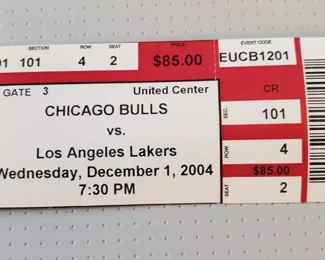 SECTION ROW SEAT PRICE EVENT CODE
01 101 4 2 $85.00 EUCB1201
GATE 3 United Center
CHICAGO BULLS
vs.
Los Angeles Lakers
Wednesday, December 1, 2004
7:30 PM
CR
SEC. 101
ROW 4
$85.00
SEAT 2